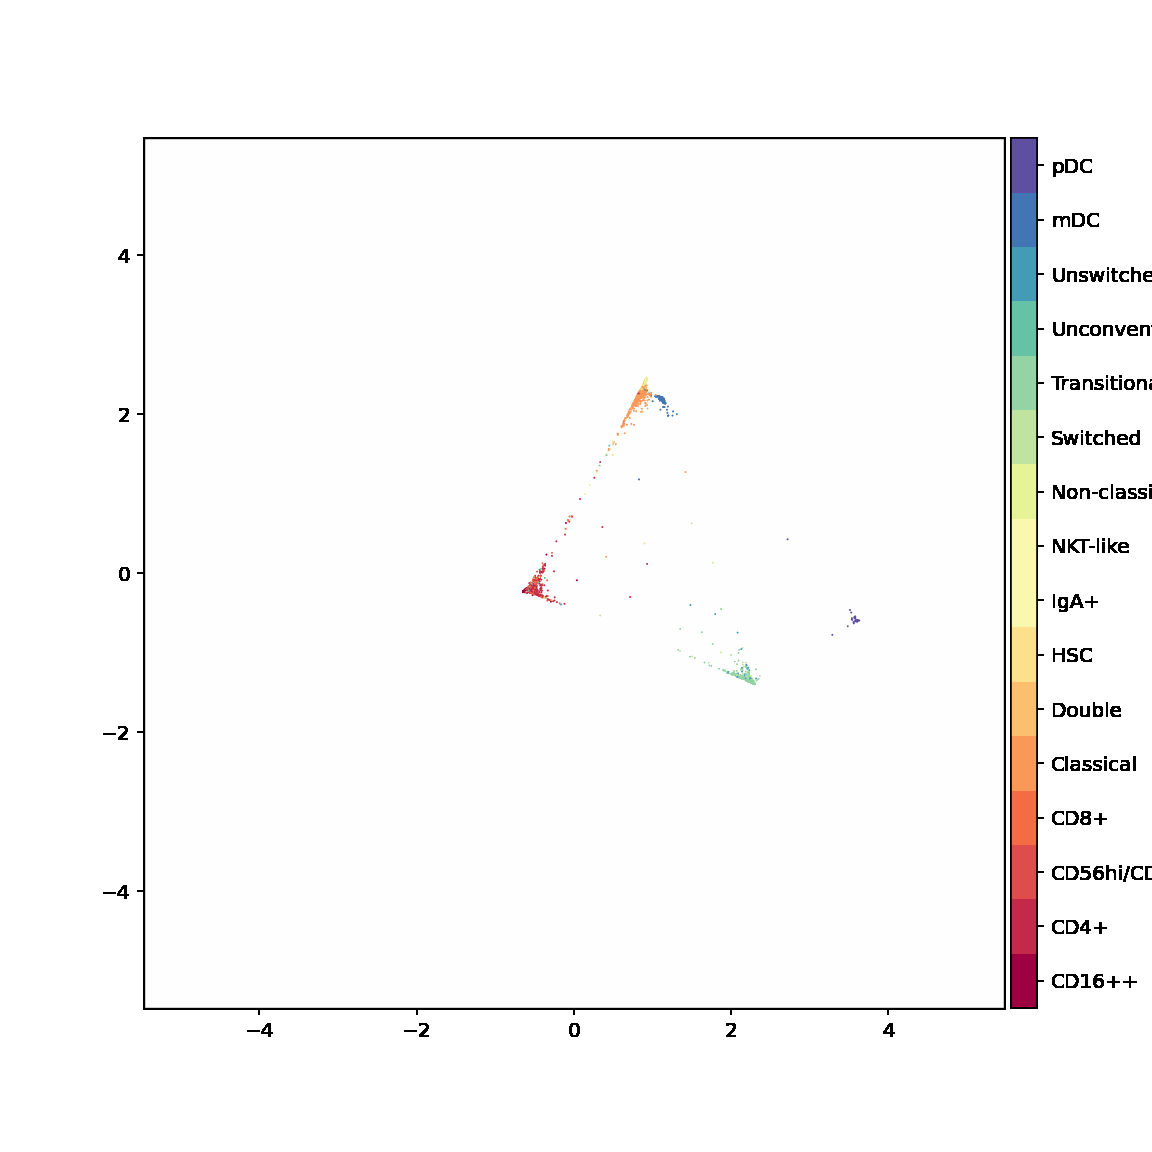 4
2
0
−2
−4
−4
−2
0
2
4
pDC
mDC
Unswitche
Unconven
Transitiona
Switched
Non-classi
NKT-like
IgA+
HSC
Double
Classical
CD8+
CD56hi/CD
CD4+
CD16++